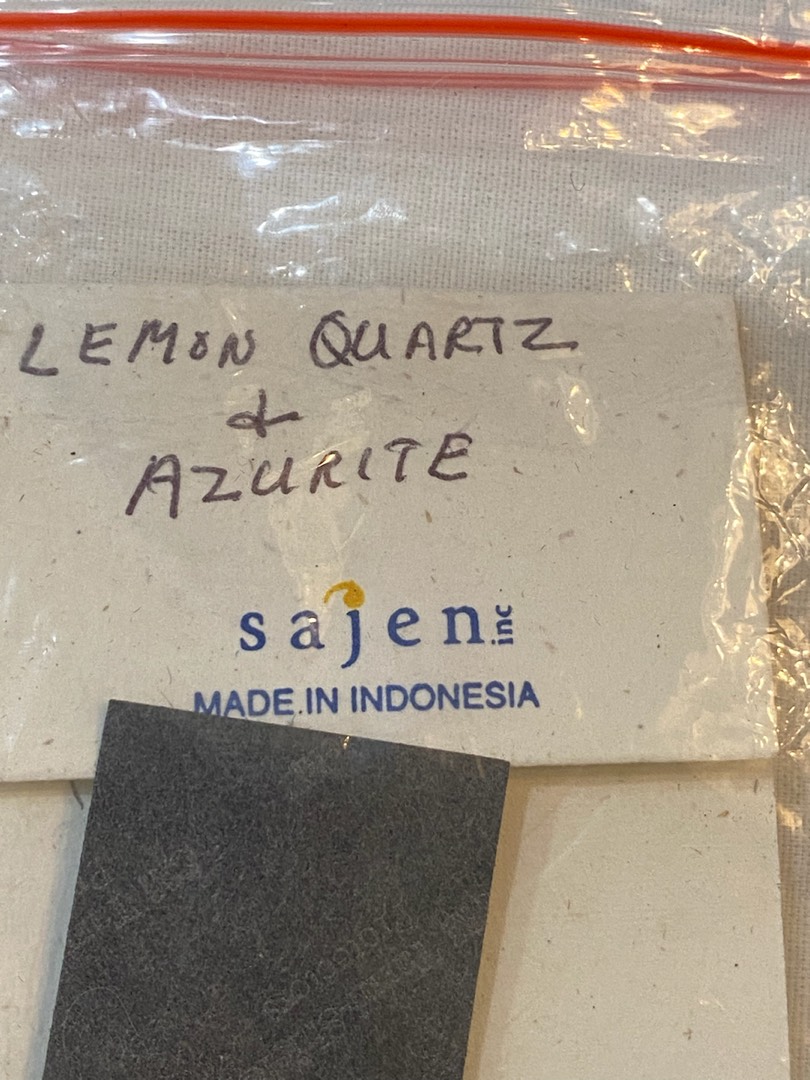 LEMON QUARTZ
&
AZURITE
sajen inc
MADE.IN INDONESIA